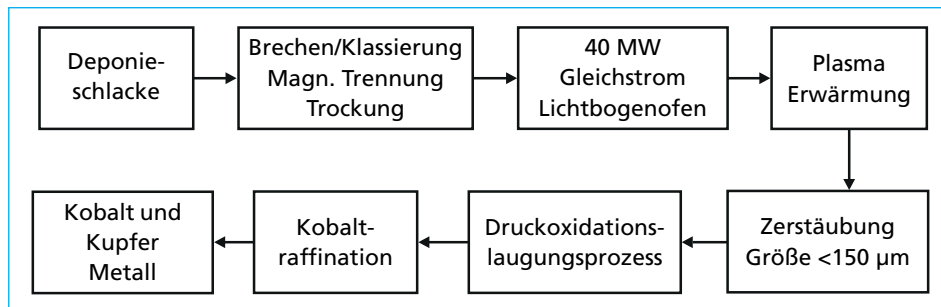 Deponie-
schlacke
Brechen/Klassierung
Magn. Trennung
Trockung
40 MW
Gleichstrom
Lichtbogenofen
Plasma
Erwärmung
Zerstäubung
Größe <150 µm
Druckoxidations-
laugungsprozess
Kobalt-
raffination
Kobalt und
Kupfer
Metall